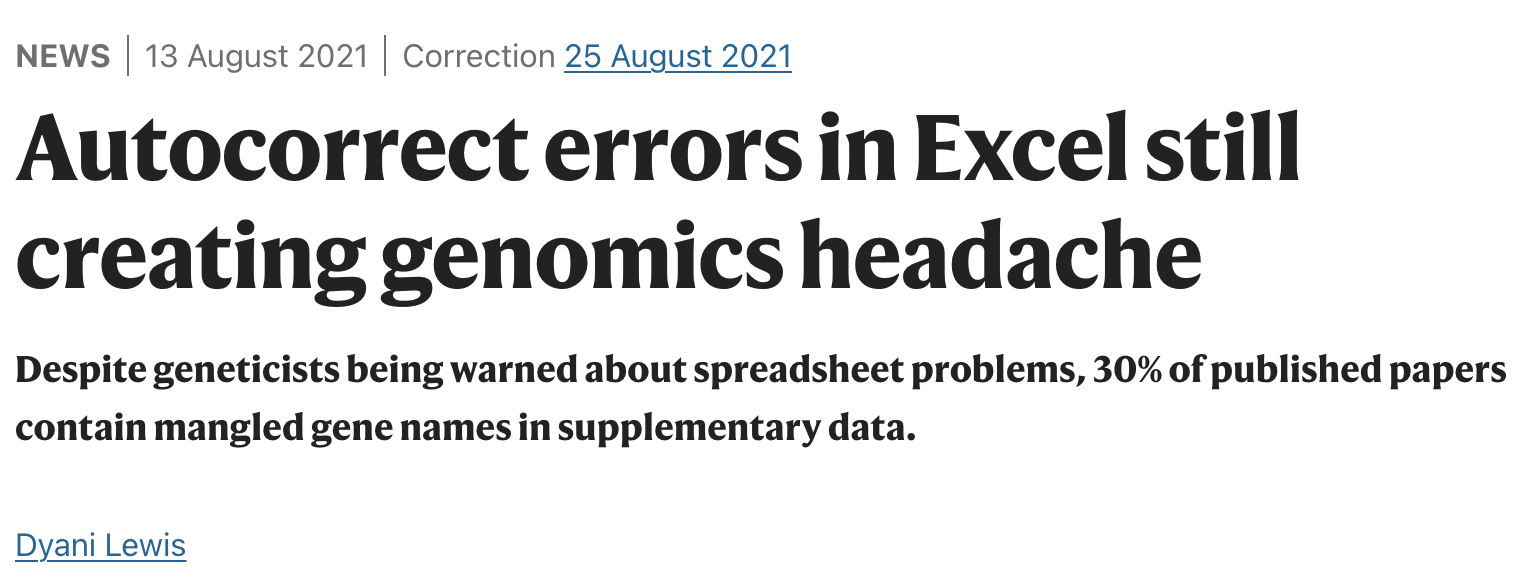 NEWS | 13 August 2021 | Correction 25 August 2021
Autocorrect errors in Excel still
creating genomics headache
Despite geneticists being warned about spreadsheet problems, 30% of published papers
contain mangled gene names in supplementary data.
Dyani Lewis